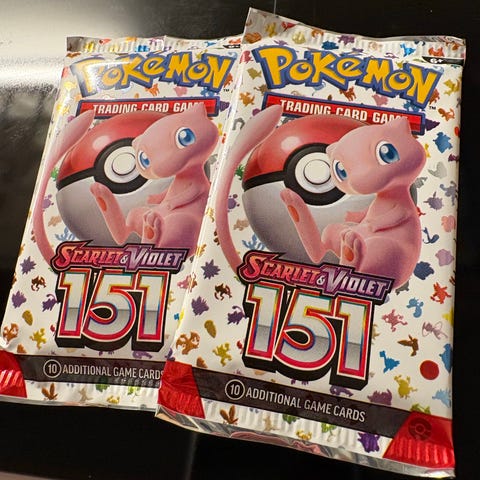 POKéMON
TRADING CARD GAME
SCARLET & VIOLET
151
10 ADDITIONAL GAME CARDS
6+
POKéMON
TRADING CARD GAME
SCARLET & VIOLET
151
10 ADDITIONAL GAME CARDS